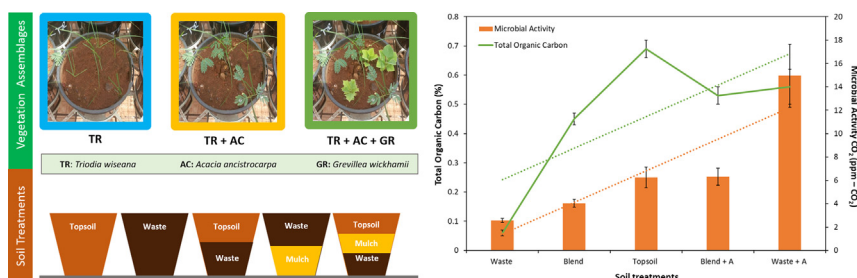 Vegetation Assemblages
TR
TR + AC
TR + AC + GR
TR: Triodia wiseana
AC: Acacia ancistrocarpa
GR: Grevillea wickhamii
Soil Treatments
Topsoil
Waste
Topsoil
Waste
Waste
Mulch
Topsoil
Mulch
Waste
Total Organic Carbon (%)
0.8
0.7
0.6
0.5
0.4
0.3
0.2
0.1
0
Microbial Activity
Total Organic Carbon
20
18
16
14
12
10
8
6
4
2
0
Microbial Activity CO2 (ppm – CO2)
Waste
Blend
Topsoil
Blend + A
Waste + A
Soil treatments